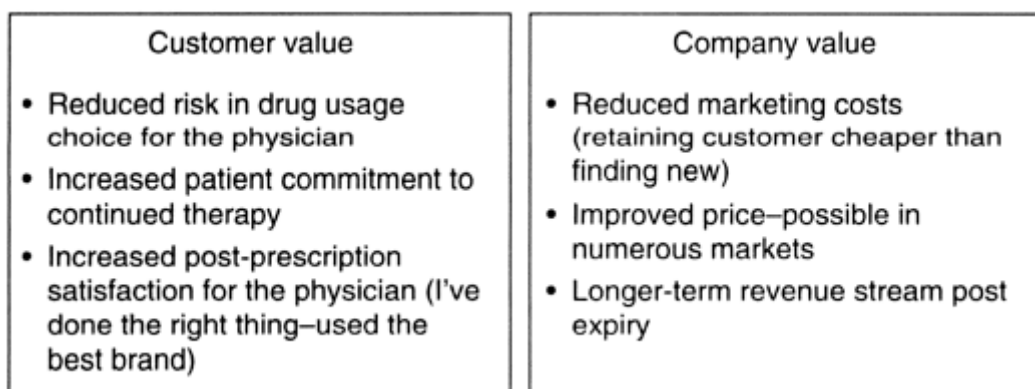 Customer value
• Reduced risk in drug usage
choice for the physician
• Increased patient commitment to
continued therapy
• Increased post-prescription
satisfaction for the physician (I've
done the right thing–used the
best brand)
Company value
• Reduced marketing costs
(retaining customer cheaper than
finding new)
• Improved price–possible in
numerous markets
• Longer-term revenue stream post
expiry